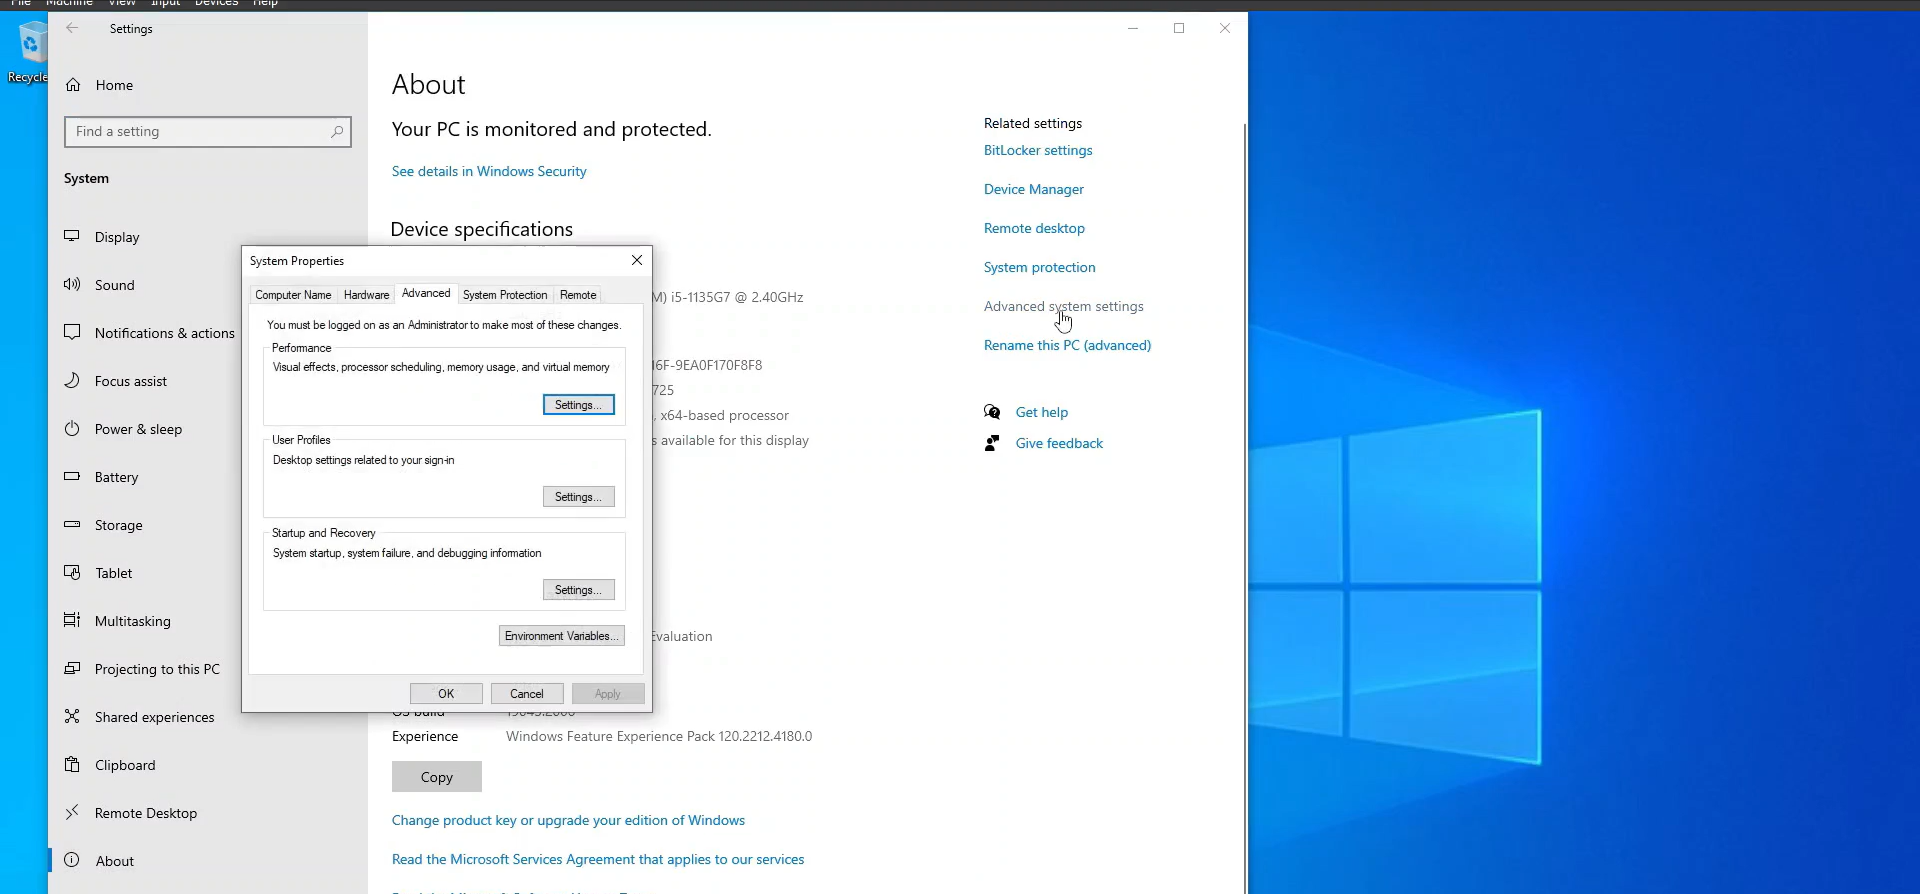 File Machine View Input Devices Help
Recycle
Settings
Home
Find a setting
System
Display
Sound
Notifications & actions
Focus assist
Power & sleep
Battery
Storage
Tablet
Multitasking
Projecting to this PC
Shared experiences
Clipboard
Remote Desktop
About
About
Your PC is monitored and protected.
See details in Windows Security
Device specifications
M) i5-1135G7 @ 2.40GHz
6F-9EA0F170F8F8
725
, x64-based processor
s available for this display
Evaluation
OS build
Experience Windows Feature Experience Pack 120.2212.4180.0
Copy
Change product key or upgrade your edition of Windows
Read the Microsoft Services Agreement that applies to our services
System Properties
Computer Name Hardware Advanced System Protection Remote
You must be logged on as an Administrator to make most of these changes.
Performance
Visual effects, processor scheduling, memory usage, and virtual memory
Settings...
User Profiles
Desktop settings related to your sign-in
Settings...
Startup and Recovery
System startup, system failure, and debugging information
Settings...
Environment Variables...
OK Cancel Apply
Related settings
BitLocker settings
Device Manager
Remote desktop
System protection
Advanced system settings
Rename this PC (advanced)
Get help
Give feedback